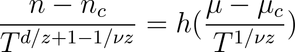 \frac{n - n_c}{T^{d/z+1-1/\nu z}} = h(\frac{\mu - \mu_c}{T^{1/\nu z}})